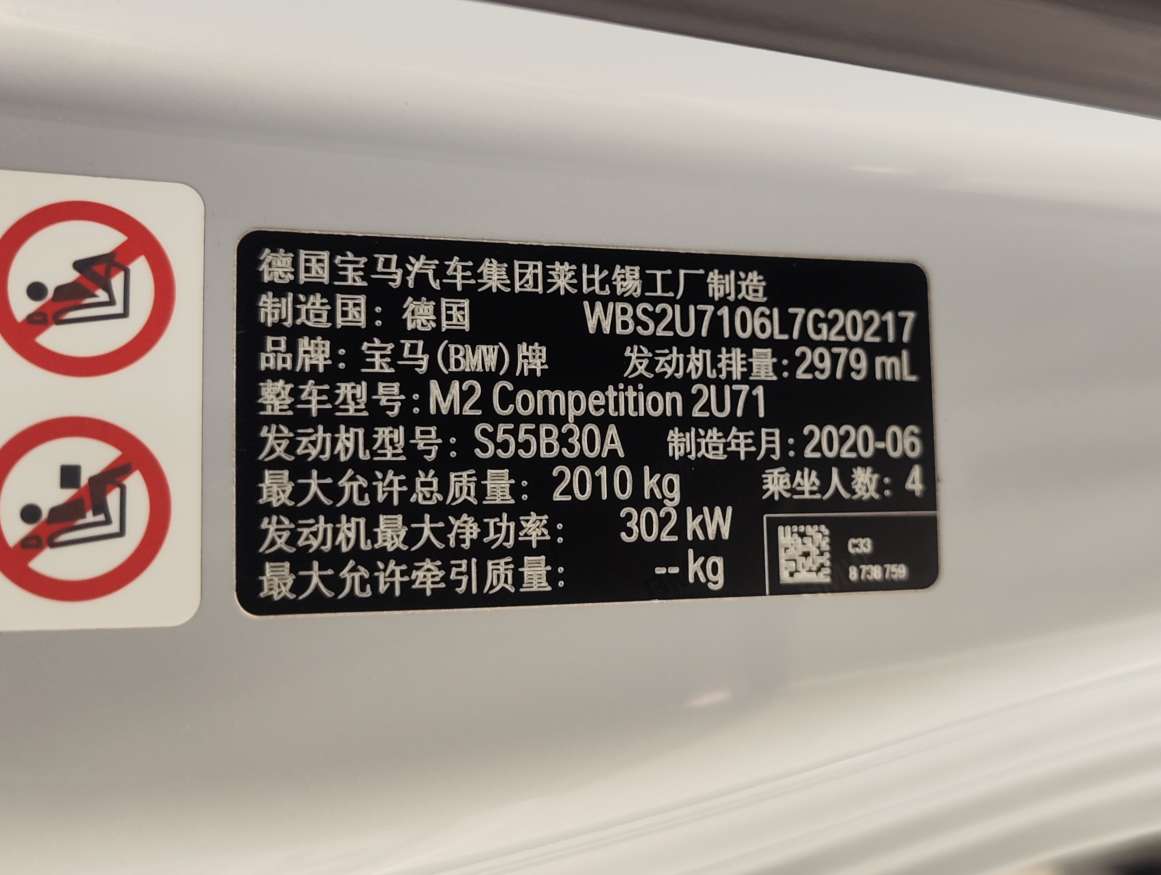 德国宝马汽车集团莱比锡工厂制造
制造国：德国 WBS2U7106L7G20217
品牌：宝马(BMW)牌 发动机排量：2979 mL
整车型号：M2 Competition 2U71
发动机型号：S55B30A 制造年月：2020-06
最大允许总质量：2010 kg 乘坐人数：4
发动机最大净功率：302 kW
最大允许牵引质量：-- kg
C33
8 738 759